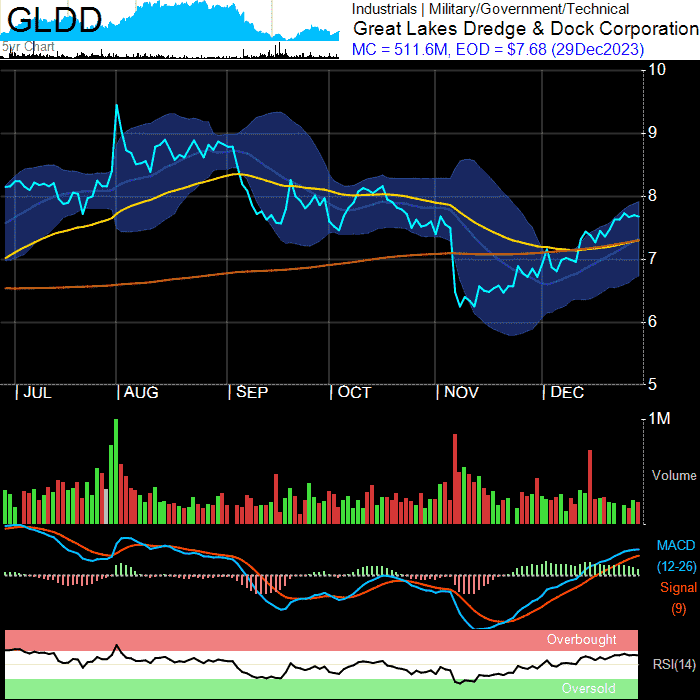 GLDD
5yr Chart
Industrials | Military/Government/Technical
Great Lakes Dredge & Dock Corporation
MC = 511.6M, EOD = $7.68 (29Dec2023)
10
9
8
7
6
5
| JUL | AUG | SEP | OCT | NOV | DEC
1M
Volume
MACD
(12-26)
Signal
(9)
Overbought
RSI(14)
Oversold